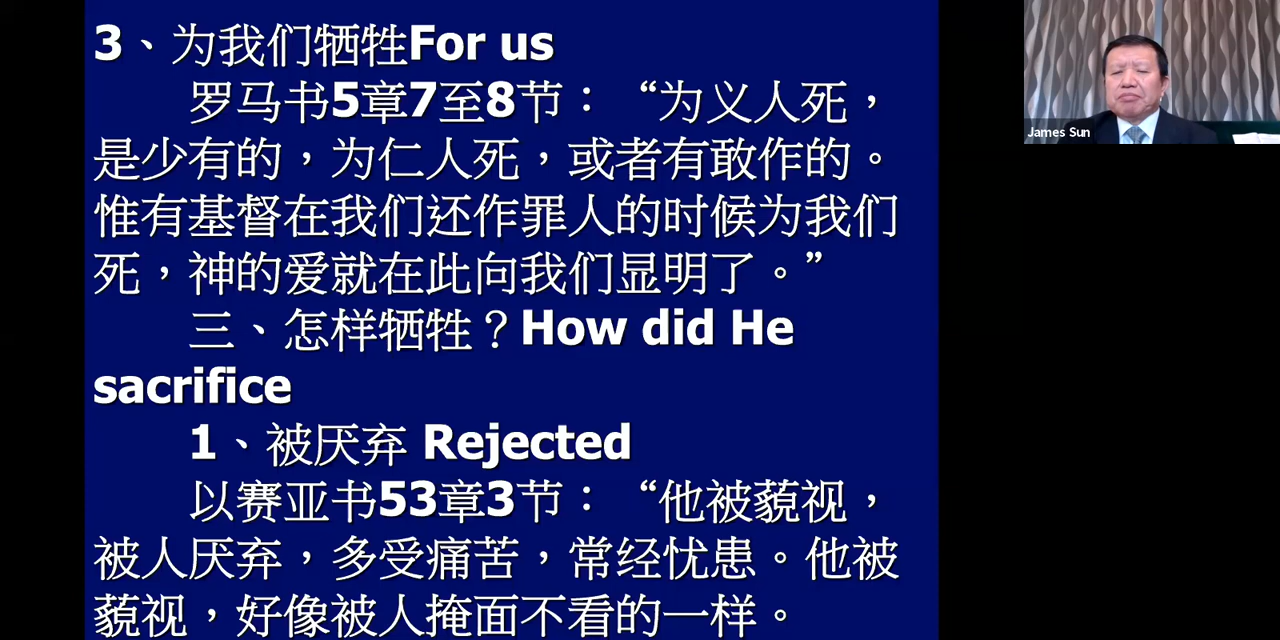 3、为我们牺牲For us
罗马书5章7至8节：“为义人死，
是少有的，为仁人死，或者有敢作的。
惟有基督在我们还作罪人的时候为我们
死，神的爱就在此向我们显明了。”
三、怎样牺牲？How did He
sacrifice
1、被厌弃 Rejected
以赛亚书53章3节：“他被藐视，
被人厌弃，多受痛苦，常经忧患。他被
藐视，好像被人掩面不看的一样。
James Sun